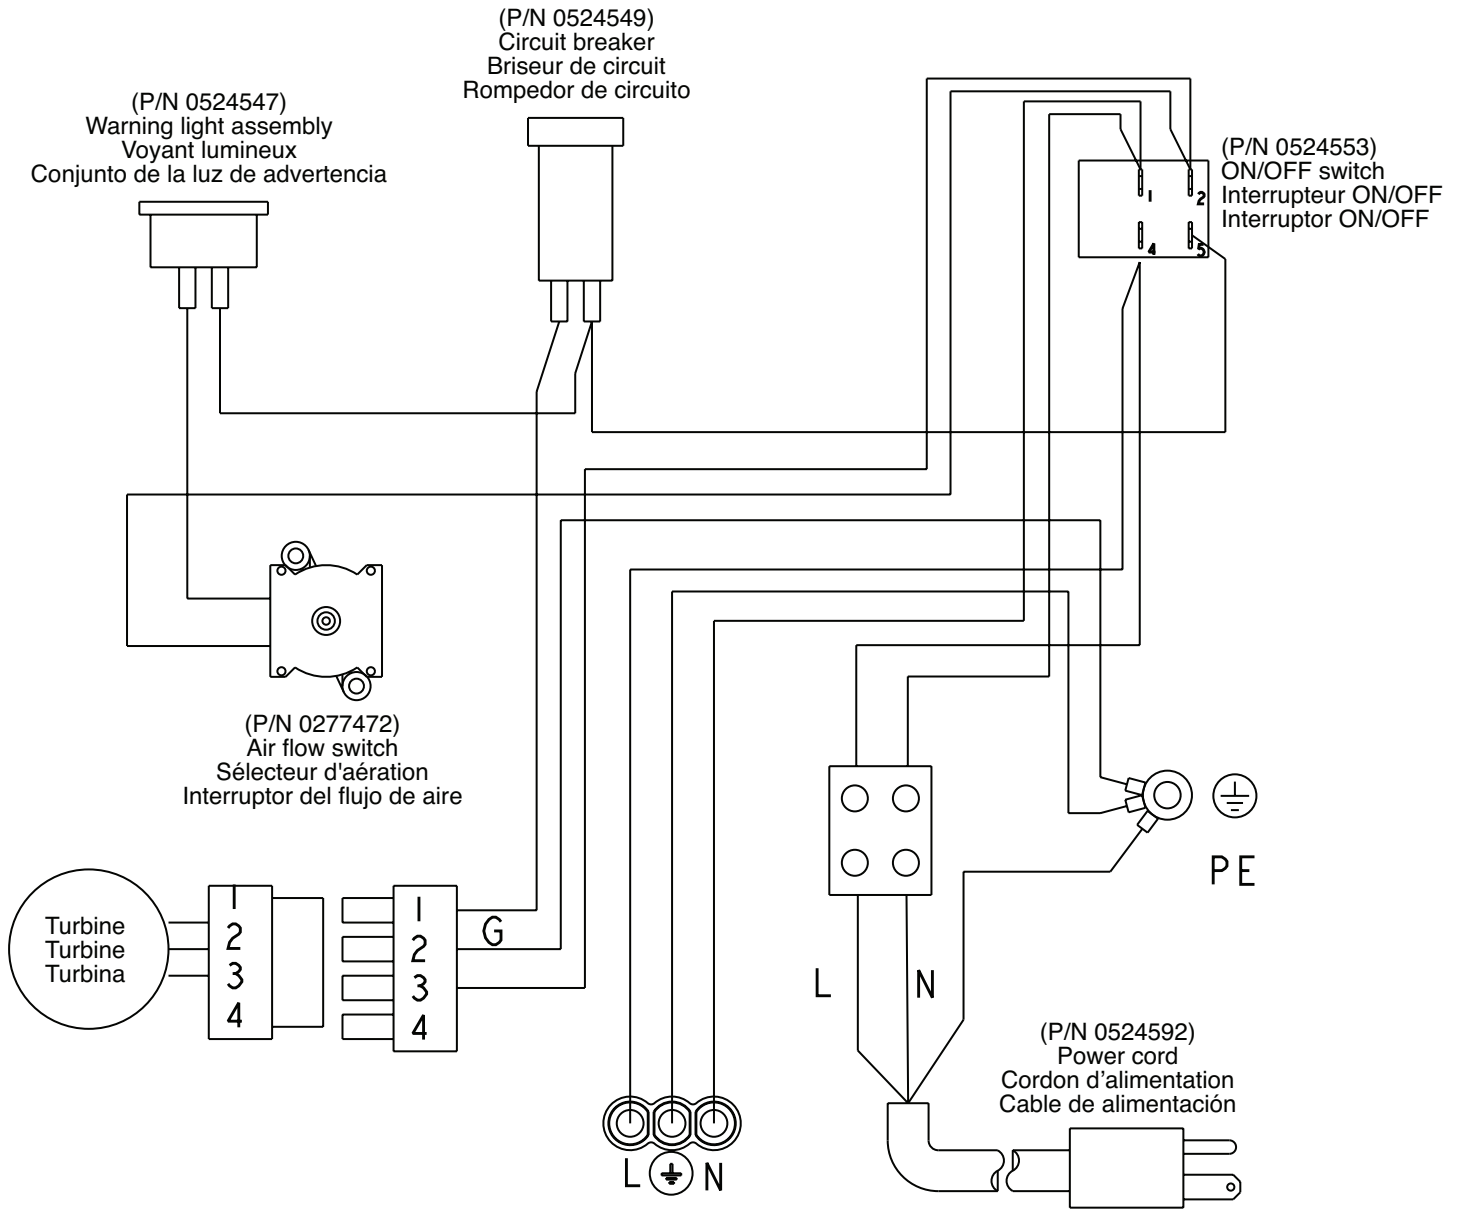 (P/N 0524549)
Circuit breaker
Briseur de circuit
Rompedor de circuito
(P/N 0524547)
Warning light assembly
Voyant lumineux
Conjunto de la luz de advertencia
(P/N 0524553)
ON/OFF switch
Interrupteur ON/OFF
Interruptor ON/OFF
1 2
4 5
(P/N 0277472)
Air flow switch
Sélecteur d'aération
Interruptor del flujo de aire
PE
Turbine
Turbine
Turbina
1
2
3
4
1
2
3
4
G
L N
(P/N 0524592)
Power cord
Cordon d’alimentation
Cable de alimentación
L N